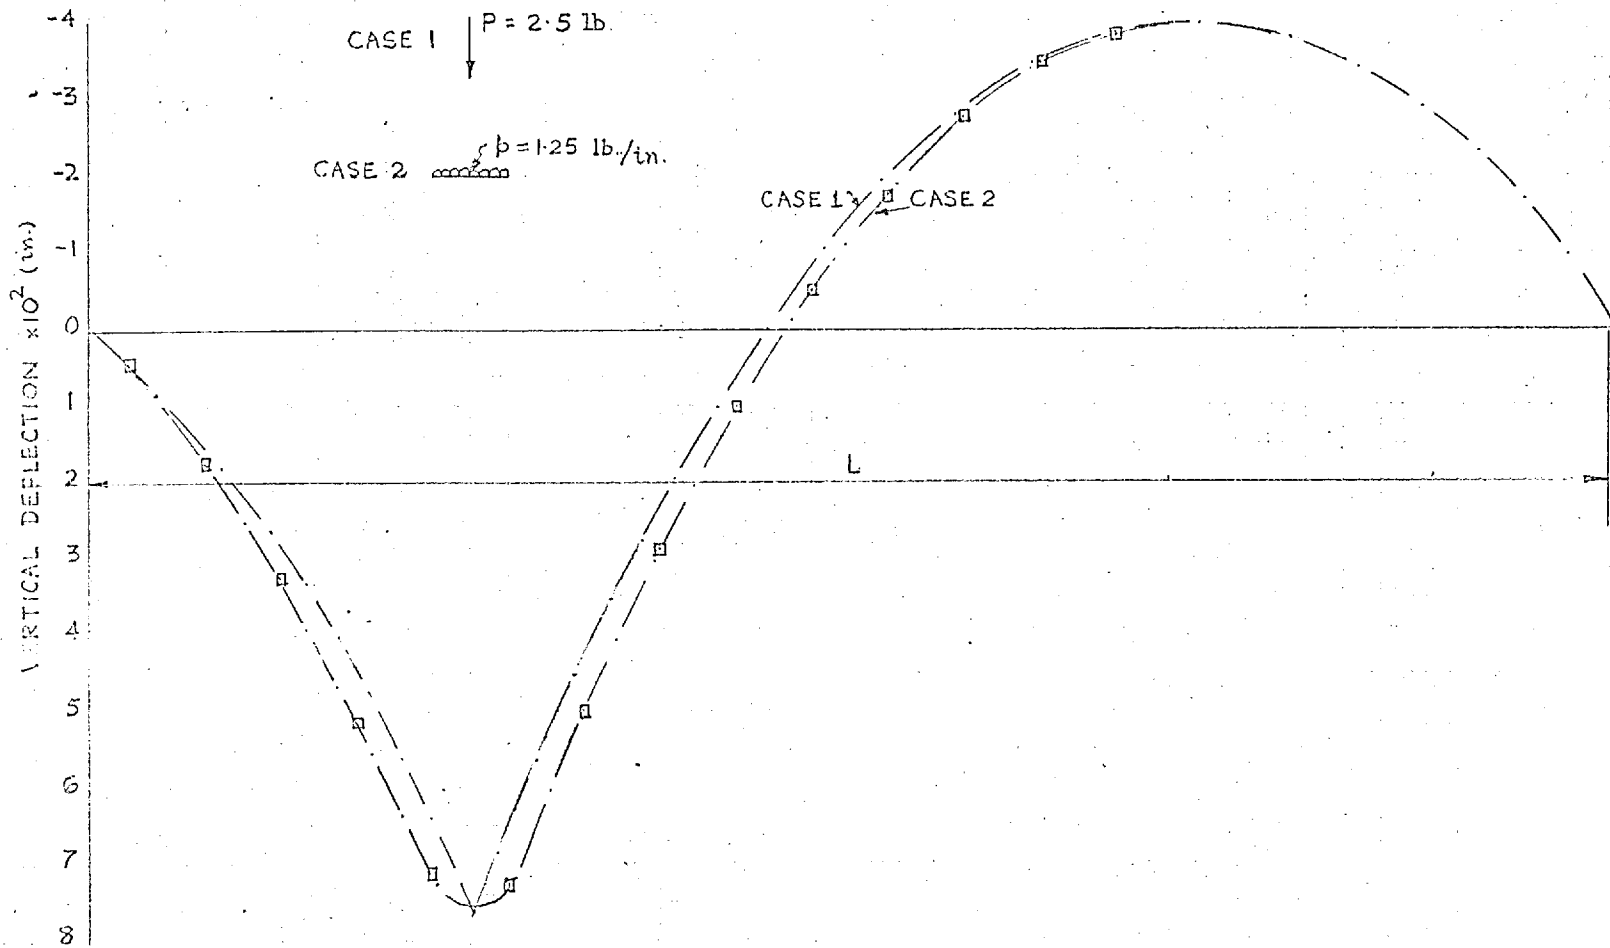 -4
CASE 1 P = 2.5 lb.
-3
CASE 2 p = 1.25 lb./in.
-2
CASE 1 CASE 2
-1
0
1
2
L
3
4
5
6
7
8
VERTICAL DEFLECTION ×10² (in.)